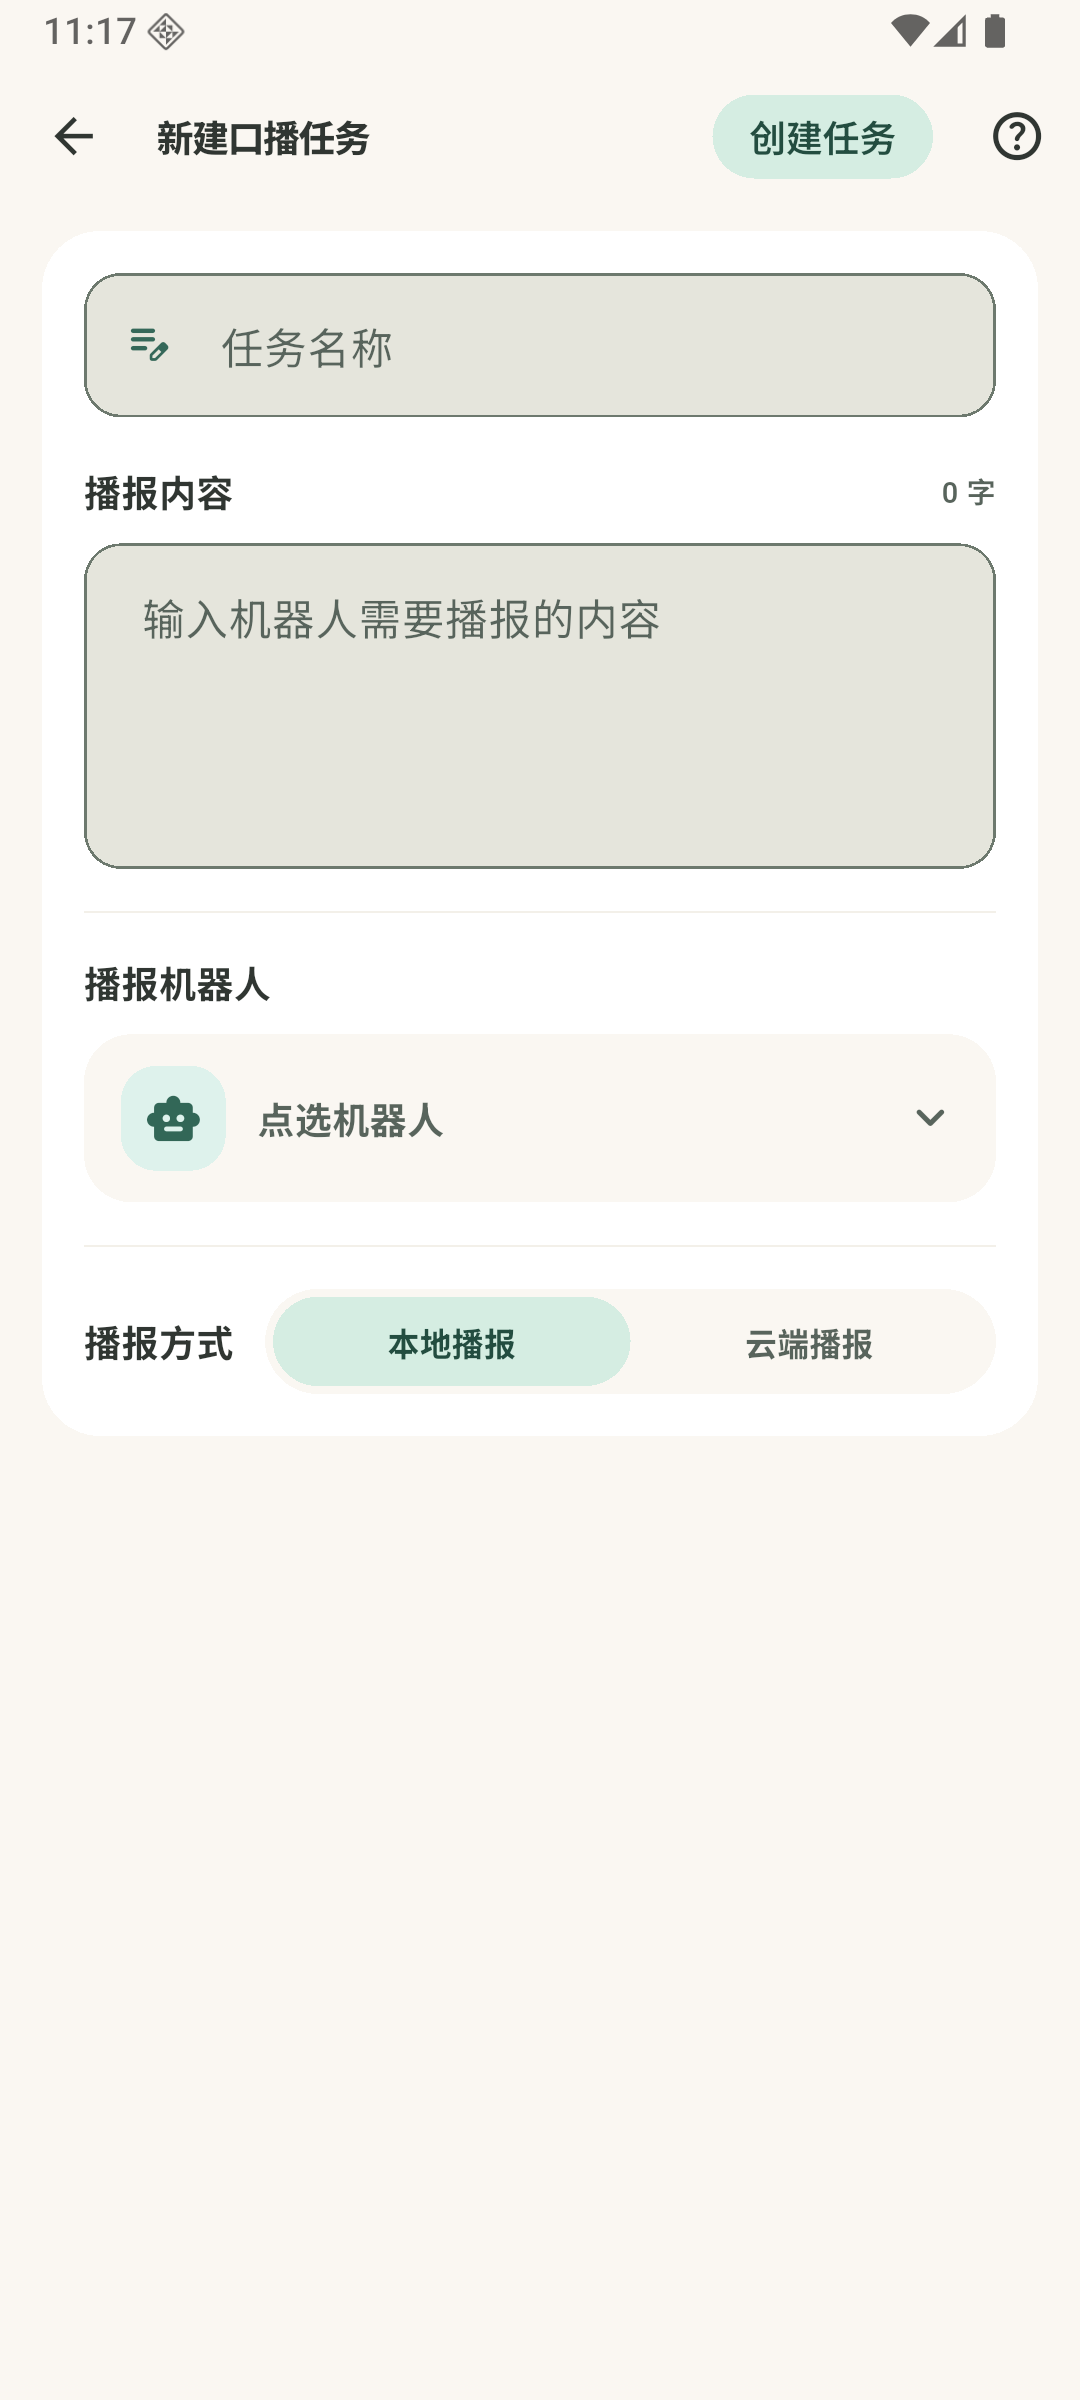 11:17
新建口播任务
创建任务
任务名称
播报内容
0 字
输入机器人需要播报的内容
播报机器人
点选机器人
播报方式
本地播报
云端播报